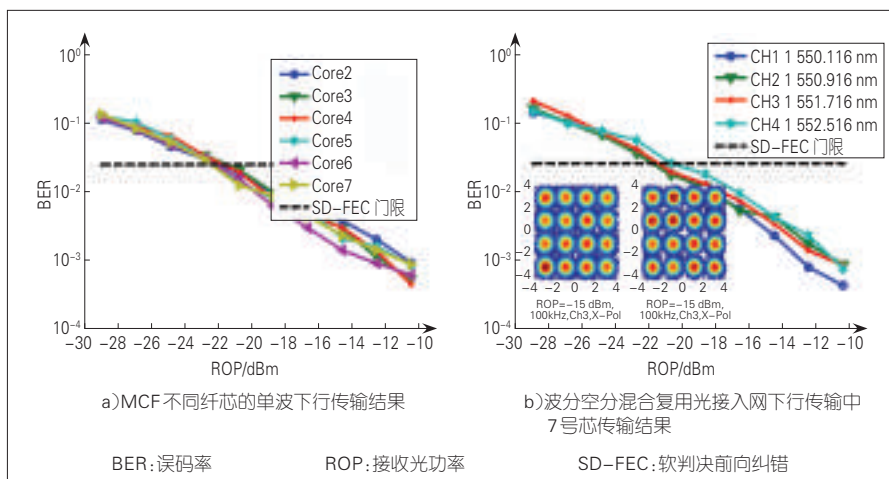 10⁰
10⁻¹
10⁻²
10⁻³
10⁻⁴
BER
Core2
Core3
Core4
Core5
Core6
Core7
SD-FEC 门限
-30 -28 -26 -24 -22 -20 -18 -16 -14 -12 -10
ROP/dBm
a)MCF不同纤芯的单波下行传输结果
10⁰
10⁻¹
10⁻²
10⁻³
10⁻⁴
BER
CH1 1 550.116 nm
CH2 1 550.916 nm
CH3 1 551.716 nm
CH4 1 552.516 nm
SD-FEC 门限
4
2
0
-2
-4
-4 -2 0 2 4
ROP=-15 dBm,
100kHz,Ch3,X-Pol
4
2
0
-2
-4
-4 -2 0 2 4
ROP=-15 dBm,
100kHz,Ch3,X-Pol
-30 -28 -26 -24 -22 -20 -18 -16 -14 -12 -10
ROP/dBm
b)波分空分混合复用光接入网下行传输中
7号芯传输结果
BER:误码率 ROP:接收光功率 SD-FEC:软判决前向纠错